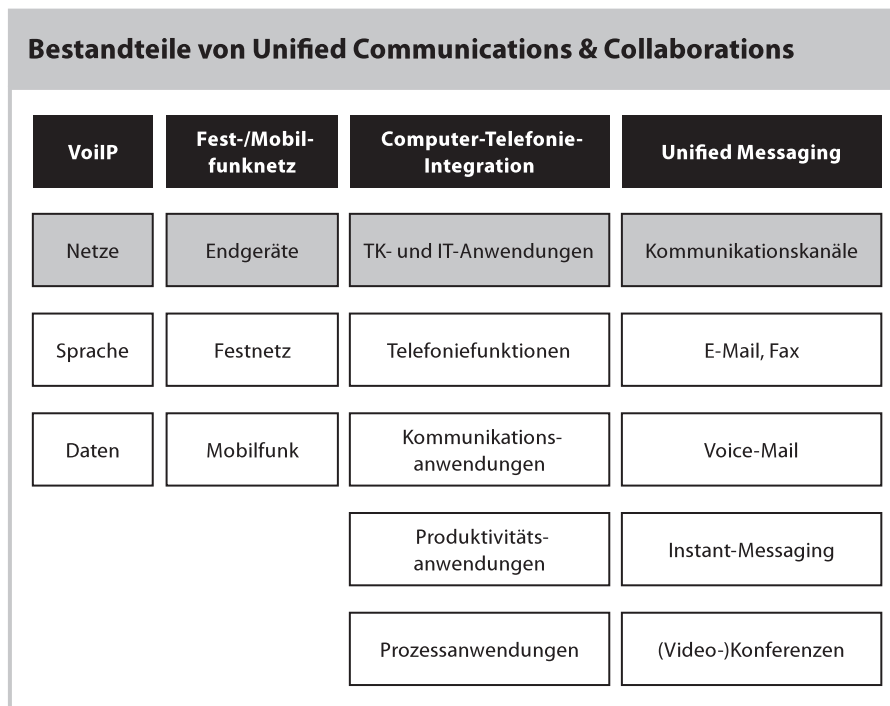 Bestandteile von Unified Communications & Collaborations
VoiIP
Fest-/Mobil-
funknetz
Computer-Telefonie-
Integration
Unified Messaging
Netze
Endgeräte
TK- und IT-Anwendungen
Kommunikationskanäle
Sprache
Festnetz
Telefoniefunktionen
E-Mail, Fax
Daten
Mobilfunk
Kommunikations-
anwendungen
Voice-Mail
Produktivitäts-
anwendungen
Instant-Messaging
Prozessanwendungen
(Video-)Konferenzen